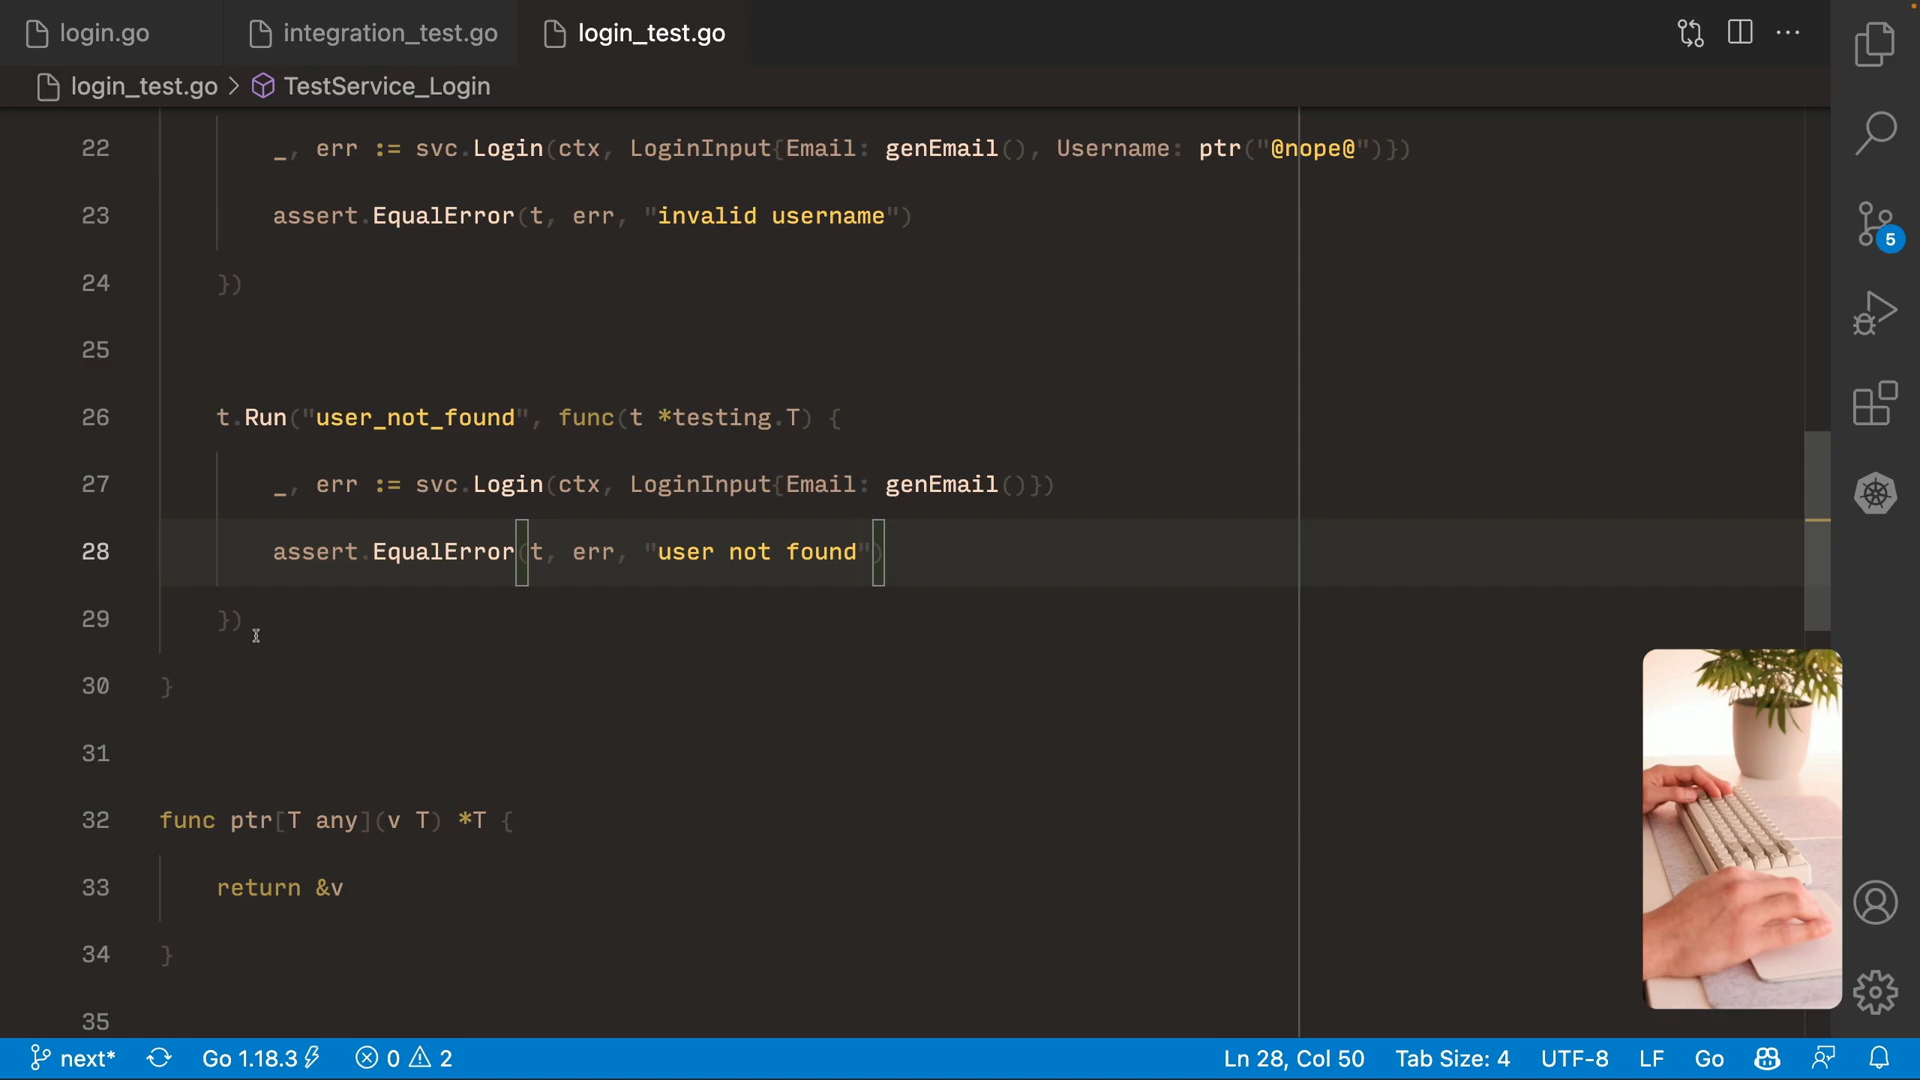 login.go
integration_test.go
login_test.go
login_test.go > TestService_Login
22 _, err := svc.Login(ctx, LoginInput{Email: genEmail(), Username: ptr("@nope@")})
23 assert.EqualError(t, err, "invalid username")
24 })
25
26 t.Run("user_not_found", func(t *testing.T) {
27 _, err := svc.Login(ctx, LoginInput{Email: genEmail()})
28 assert.EqualError(t, err, "user not found")
29 })
30 }
31
32 func ptr[T any](v T) *T {
33 return &v
34 }
35
5
next* Go 1.18.3 0 2 Ln 28, Col 50 Tab Size: 4 UTF-8 LF Go